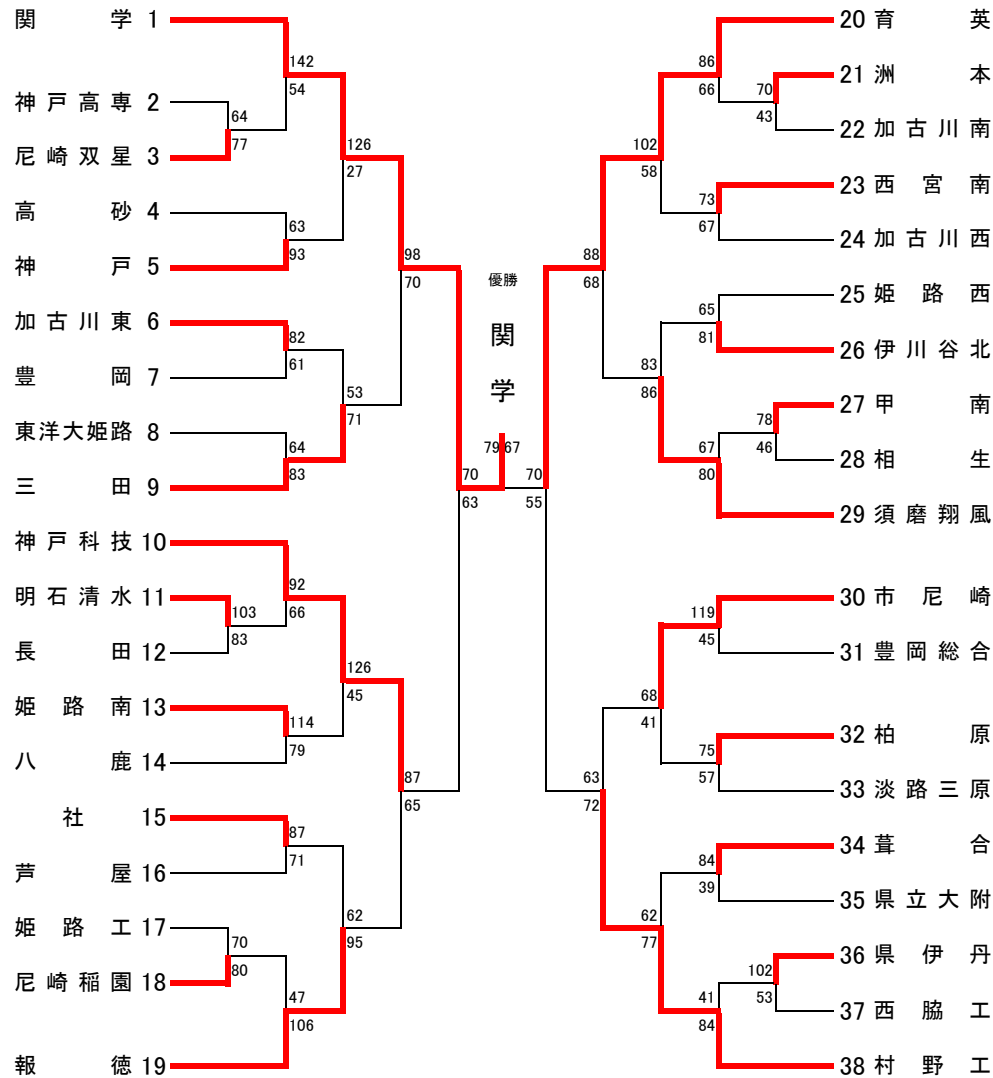 関学 1
142
54
神戸高専 2
64
77
尼崎双星 3
126
27
高砂 4
63
93
神戸 5
98
70
加古川東 6
82
61
豊岡 7
53
71
東洋大姫路 8
64
83
三田 9
70
63
神戸科技 10
92
66
明石清水 11
103
83
長田 12
126
45
姫路南 13
114
79
八鹿 14
87
65
社 15
87
71
芦屋 16
62
95
姫路工 17
70
80
尼崎稲園 18
47
106
報徳 19
優勝
関
学
79 67
20 育英
86
66
21 洲本
70
43
22 加古川南
102
58
23 西宮南
73
67
24 加古川西
88
68
25 姫路西
65
81
26 伊川谷北
83
86
27 甲南
78
46
28 相生
67
80
29 須磨翔風
70
55
30 市尼崎
119
45
31 豊岡総合
68
41
32 柏原
75
57
33 淡路三原
63
72
34 葺合
84
39
35 県立大附
62
77
36 県伊丹
102
53
37 西脇工
41
84
38 村野工